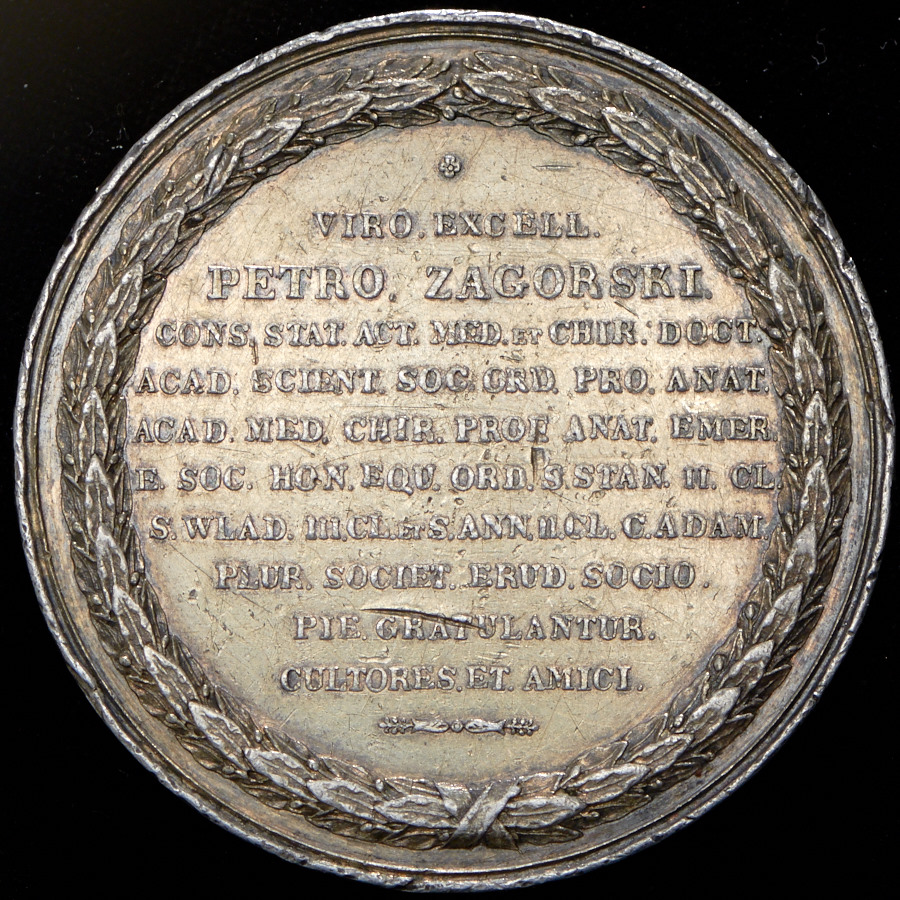 VIRO. EXCELL.
PETRO. ZAGORSKI.
CONS. STAT. ACT. MED. ET CHIR. DOCT.
ACAD. SCIENT. SOC. ORD. PRO. ANAT.
ACAD. MED. CHIR. PROF. ANAT. EMER.
E. SOC. HON. EQU. ORD. S. STAN. II. CL.
S. WLAD. III CL. ET S. ANN. II. CL. C. ADAM.
PLUR. SOCIET. ERUD. SOCIO.
PIE. GRATULANTUR.
CULTORES. ET. AMICI.